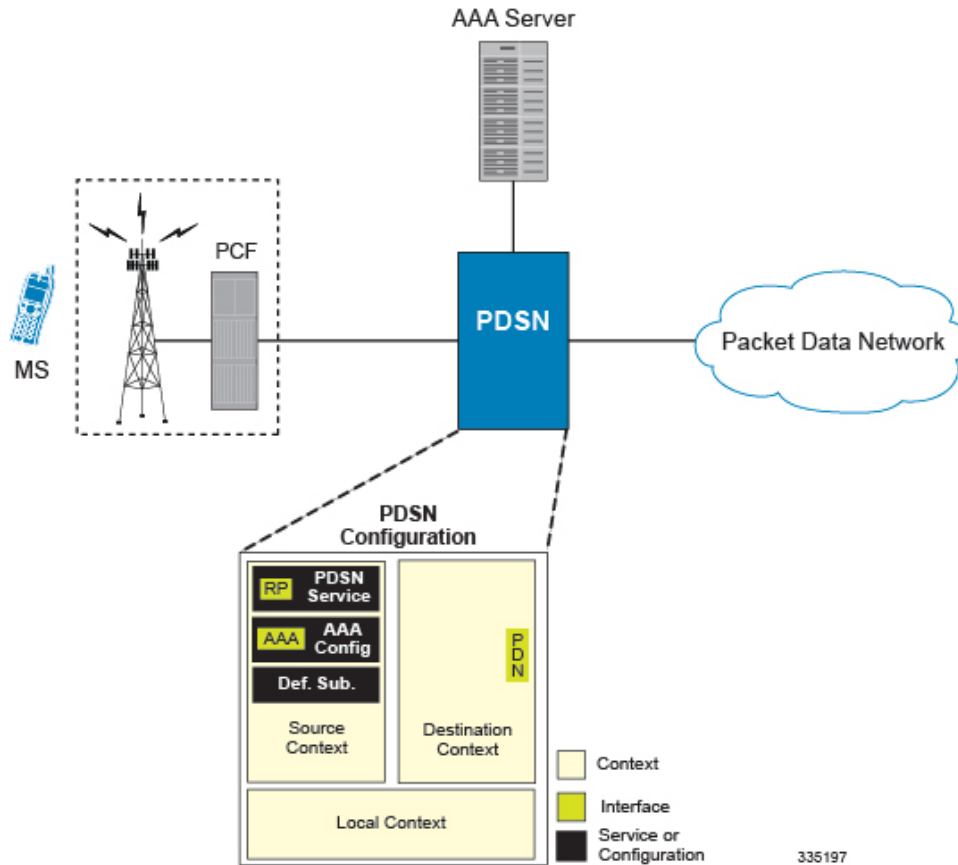 AAA Server
PCF
MS
PDSN
Packet Data Network
PDSN
Configuration
RP
PDSN
Service
AAA
AAA
Config
Def. Sub.
Source
Context
PDN
Destination
Context
Local Context
Context
Interface
Service or
Configuration
335197